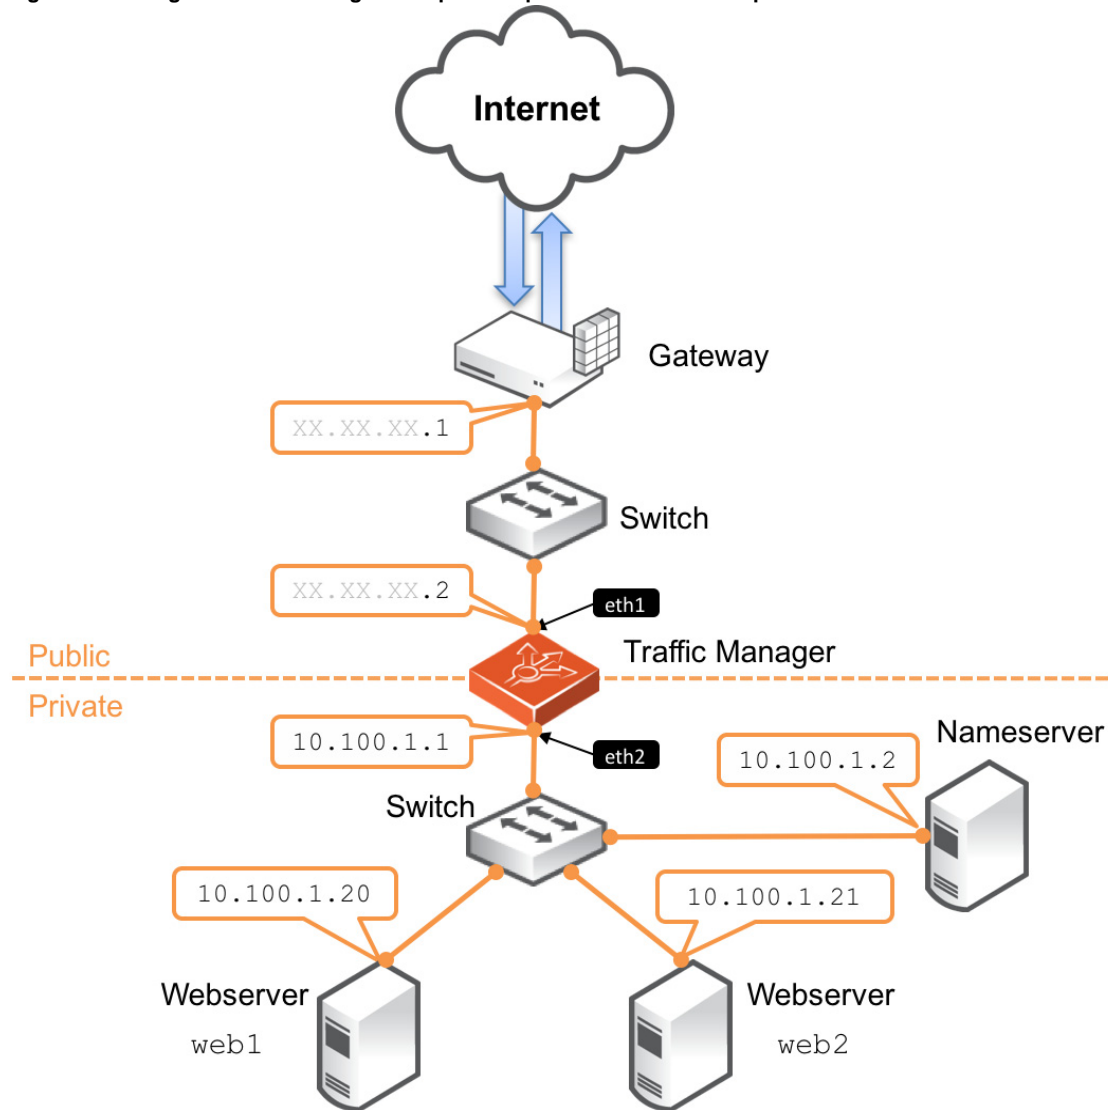 Internet
Gateway
XX.XX.XX.1
Switch
XX.XX.XX.2
eth1
Traffic Manager
Public
Private
10.100.1.1
eth2
Nameserver
10.100.1.2
Switch
10.100.1.20
10.100.1.21
Webserver
web1
Webserver
web2